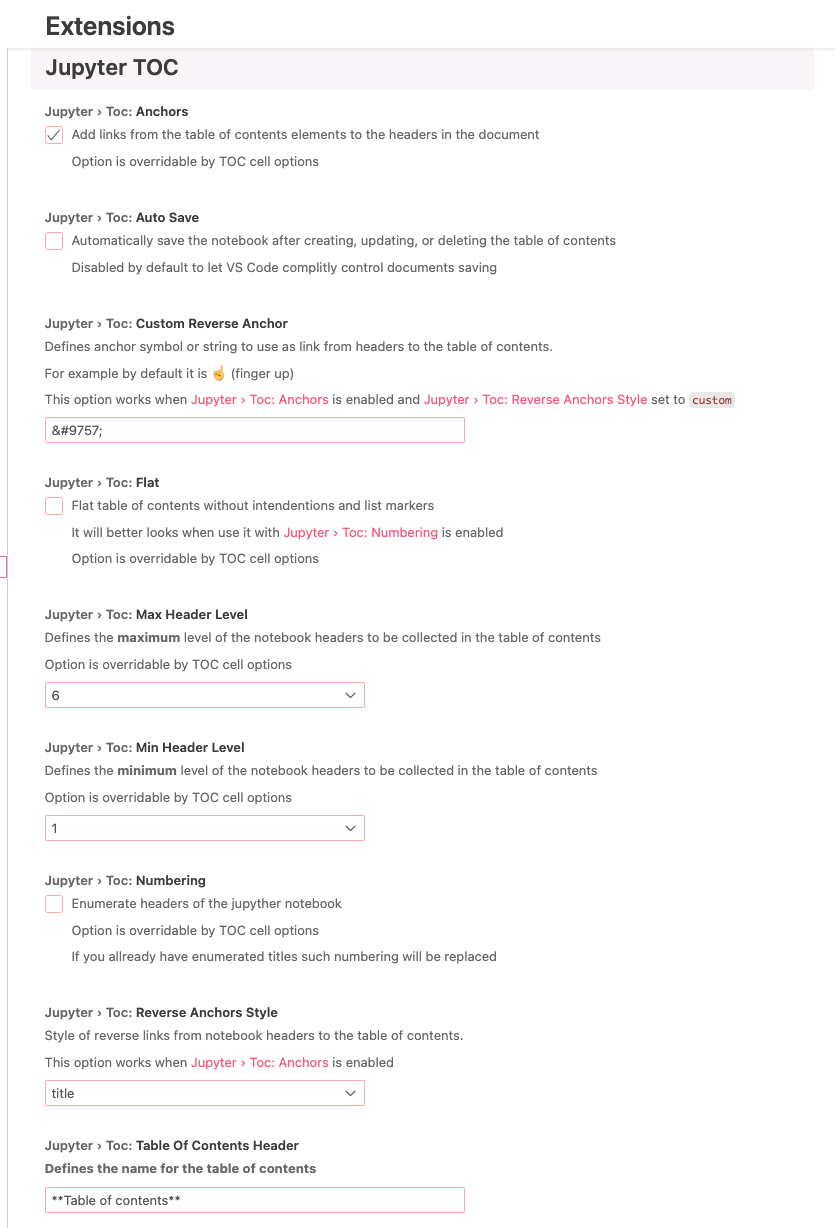 Extensions
Jupyter TOC
Jupyter › Toc: Anchors
Add links from the table of contents elements to the headers in the document
Option is overridable by TOC cell options
Jupyter › Toc: Auto Save
Automatically save the notebook after creating, updating, or deleting the table of contents
Disabled by default to let VS Code complitly control documents saving
Jupyter › Toc: Custom Reverse Anchor
Defines anchor symbol or string to use as link from headers to the table of contents.
For example by default it is ☝ (finger up)
This option works when Jupyter › Toc: Anchors is enabled and Jupyter › Toc: Reverse Anchors Style set to custom
&#9757;
Jupyter › Toc: Flat
Flat table of contents without intendentions and list markers
It will better looks when use it with Jupyter › Toc: Numbering is enabled
Option is overridable by TOC cell options
Jupyter › Toc: Max Header Level
Defines the maximum level of the notebook headers to be collected in the table of contents
Option is overridable by TOC cell options
6
Jupyter › Toc: Min Header Level
Defines the minimum level of the notebook headers to be collected in the table of contents
Option is overridable by TOC cell options
1
Jupyter › Toc: Numbering
Enumerate headers of the jupyther notebook
Option is overridable by TOC cell options
If you allready have enumerated titles such numbering will be replaced
Jupyter › Toc: Reverse Anchors Style
Style of reverse links from notebook headers to the table of contents.
This option works when Jupyter › Toc: Anchors is enabled
title
Jupyter › Toc: Table Of Contents Header
Defines the name for the table of contents
**Table of contents**